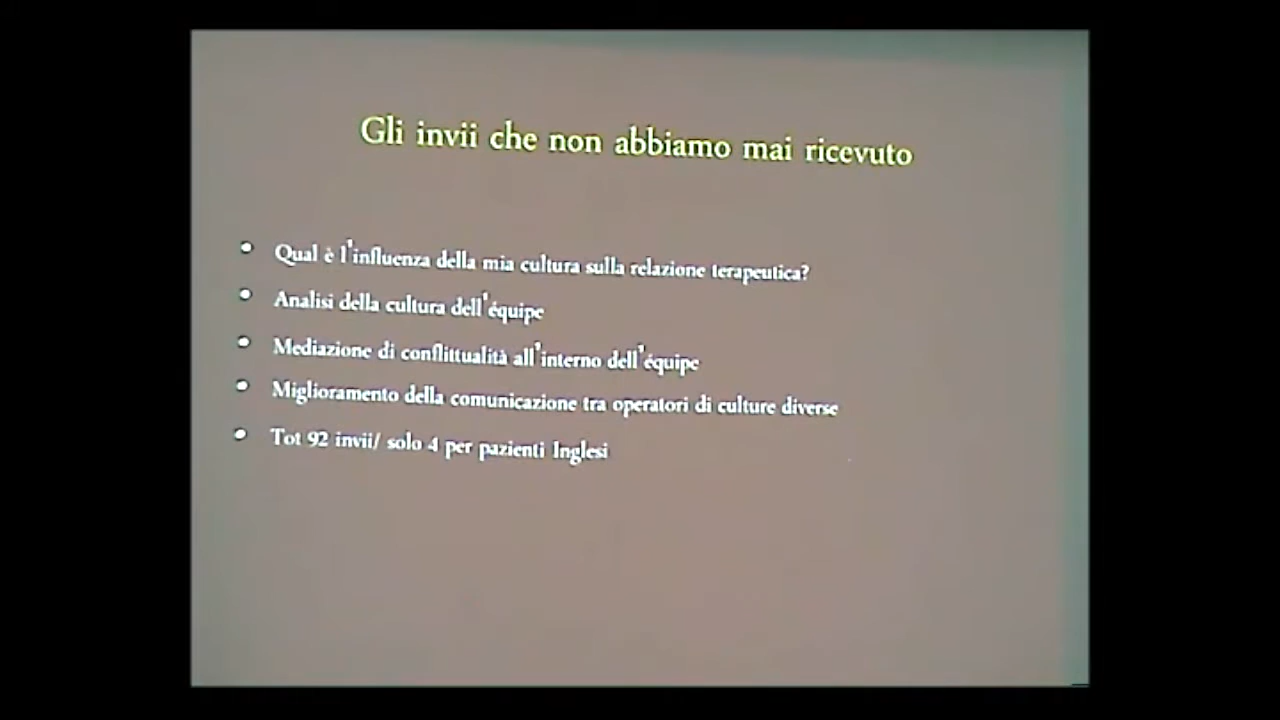 Gli invii che non abbiamo mai ricevuto
• Qual è l'influenza della mia cultura sulla relazione terapeutica?
• Analisi della cultura dell'équipe
• Mediazione di conflittualità all'interno dell'équipe
• Miglioramento della comunicazione tra operatori di culture diverse
• Tot 92 invii/ solo 4 per pazienti Inglesi